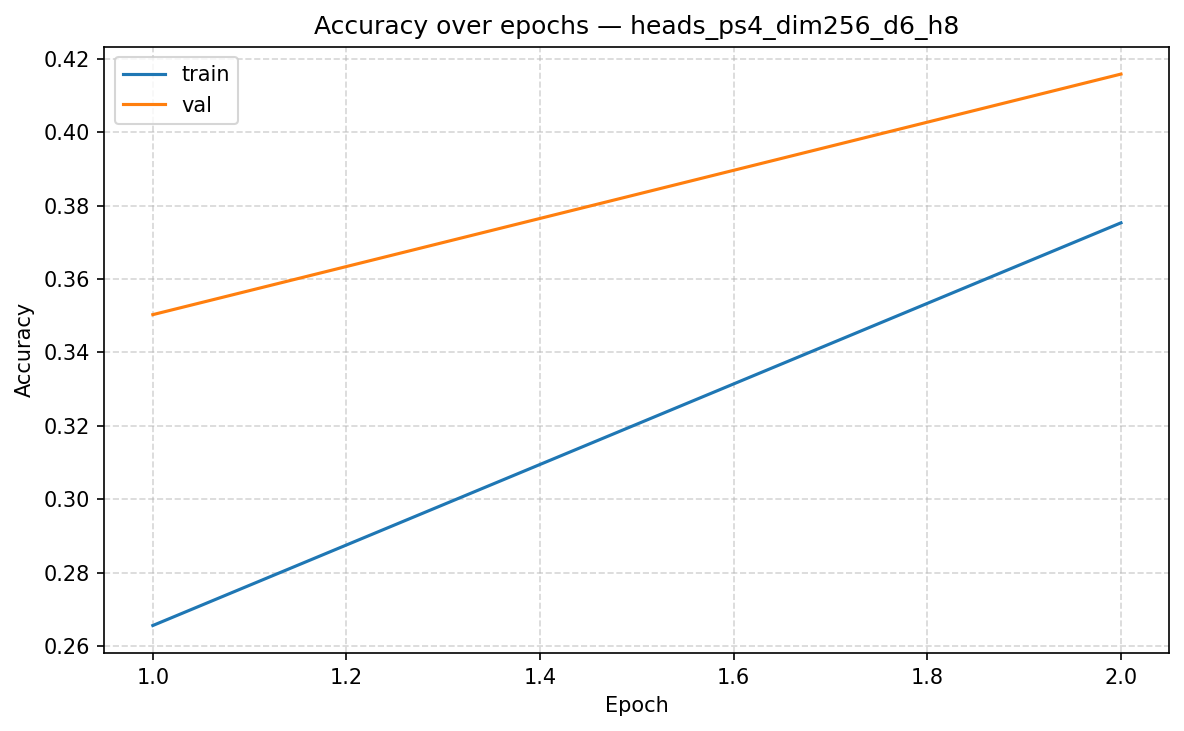 Accuracy over epochs — heads_ps4_dim256_d6_h8
train
val
Accuracy
0.42
0.40
0.38
0.36
0.34
0.32
0.30
0.28
0.26
1.0 1.2 1.4 1.6 1.8 2.0
Epoch